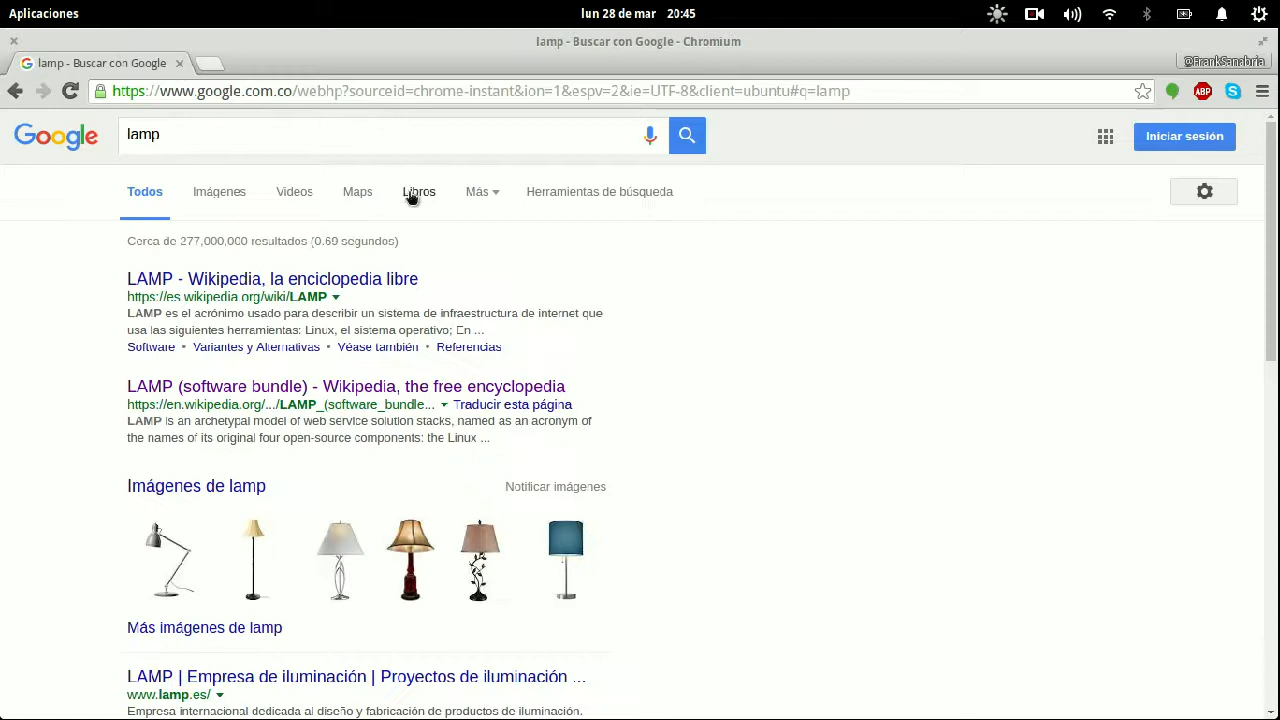 Aplicaciones
lun 28 de mar 20:45
lamp - Buscar con Google - Chromium
lamp - Buscar con Google
@FrankSanabria
https://www.google.com.co/webhp?sourceid=chrome-instant&ion=1&espv=2&ie=UTF-8&client=ubuntu#q=lamp
ABP
Google
lamp
Iniciar sesión
Todos Imágenes Videos Maps Libros Más Herramientas de búsqueda
Cerca de 277,000,000 resultados (0.69 segundos)
LAMP - Wikipedia, la enciclopedia libre
https://es.wikipedia.org/wiki/LAMP
LAMP es el acrónimo usado para describir un sistema de infraestructura de internet que
usa las siguientes herramientas: Linux, el sistema operativo; En ...
Software • Variantes y Alternativas • Véase también • Referencias
LAMP (software bundle) - Wikipedia, the free encyclopedia
https://en.wikipedia.org/.../LAMP_(software_bundle... Traducir esta página
LAMP is an archetypal model of web service solution stacks, named as an acronym of
the names of its original four open-source components: the Linux ...
Imágenes de lamp
Notificar imágenes
Más imágenes de lamp
LAMP | Empresa de iluminación | Proyectos de iluminación ...
www.lamp.es/
Empresa internacional dedicada al diseño y fabricación de productos de iluminación.